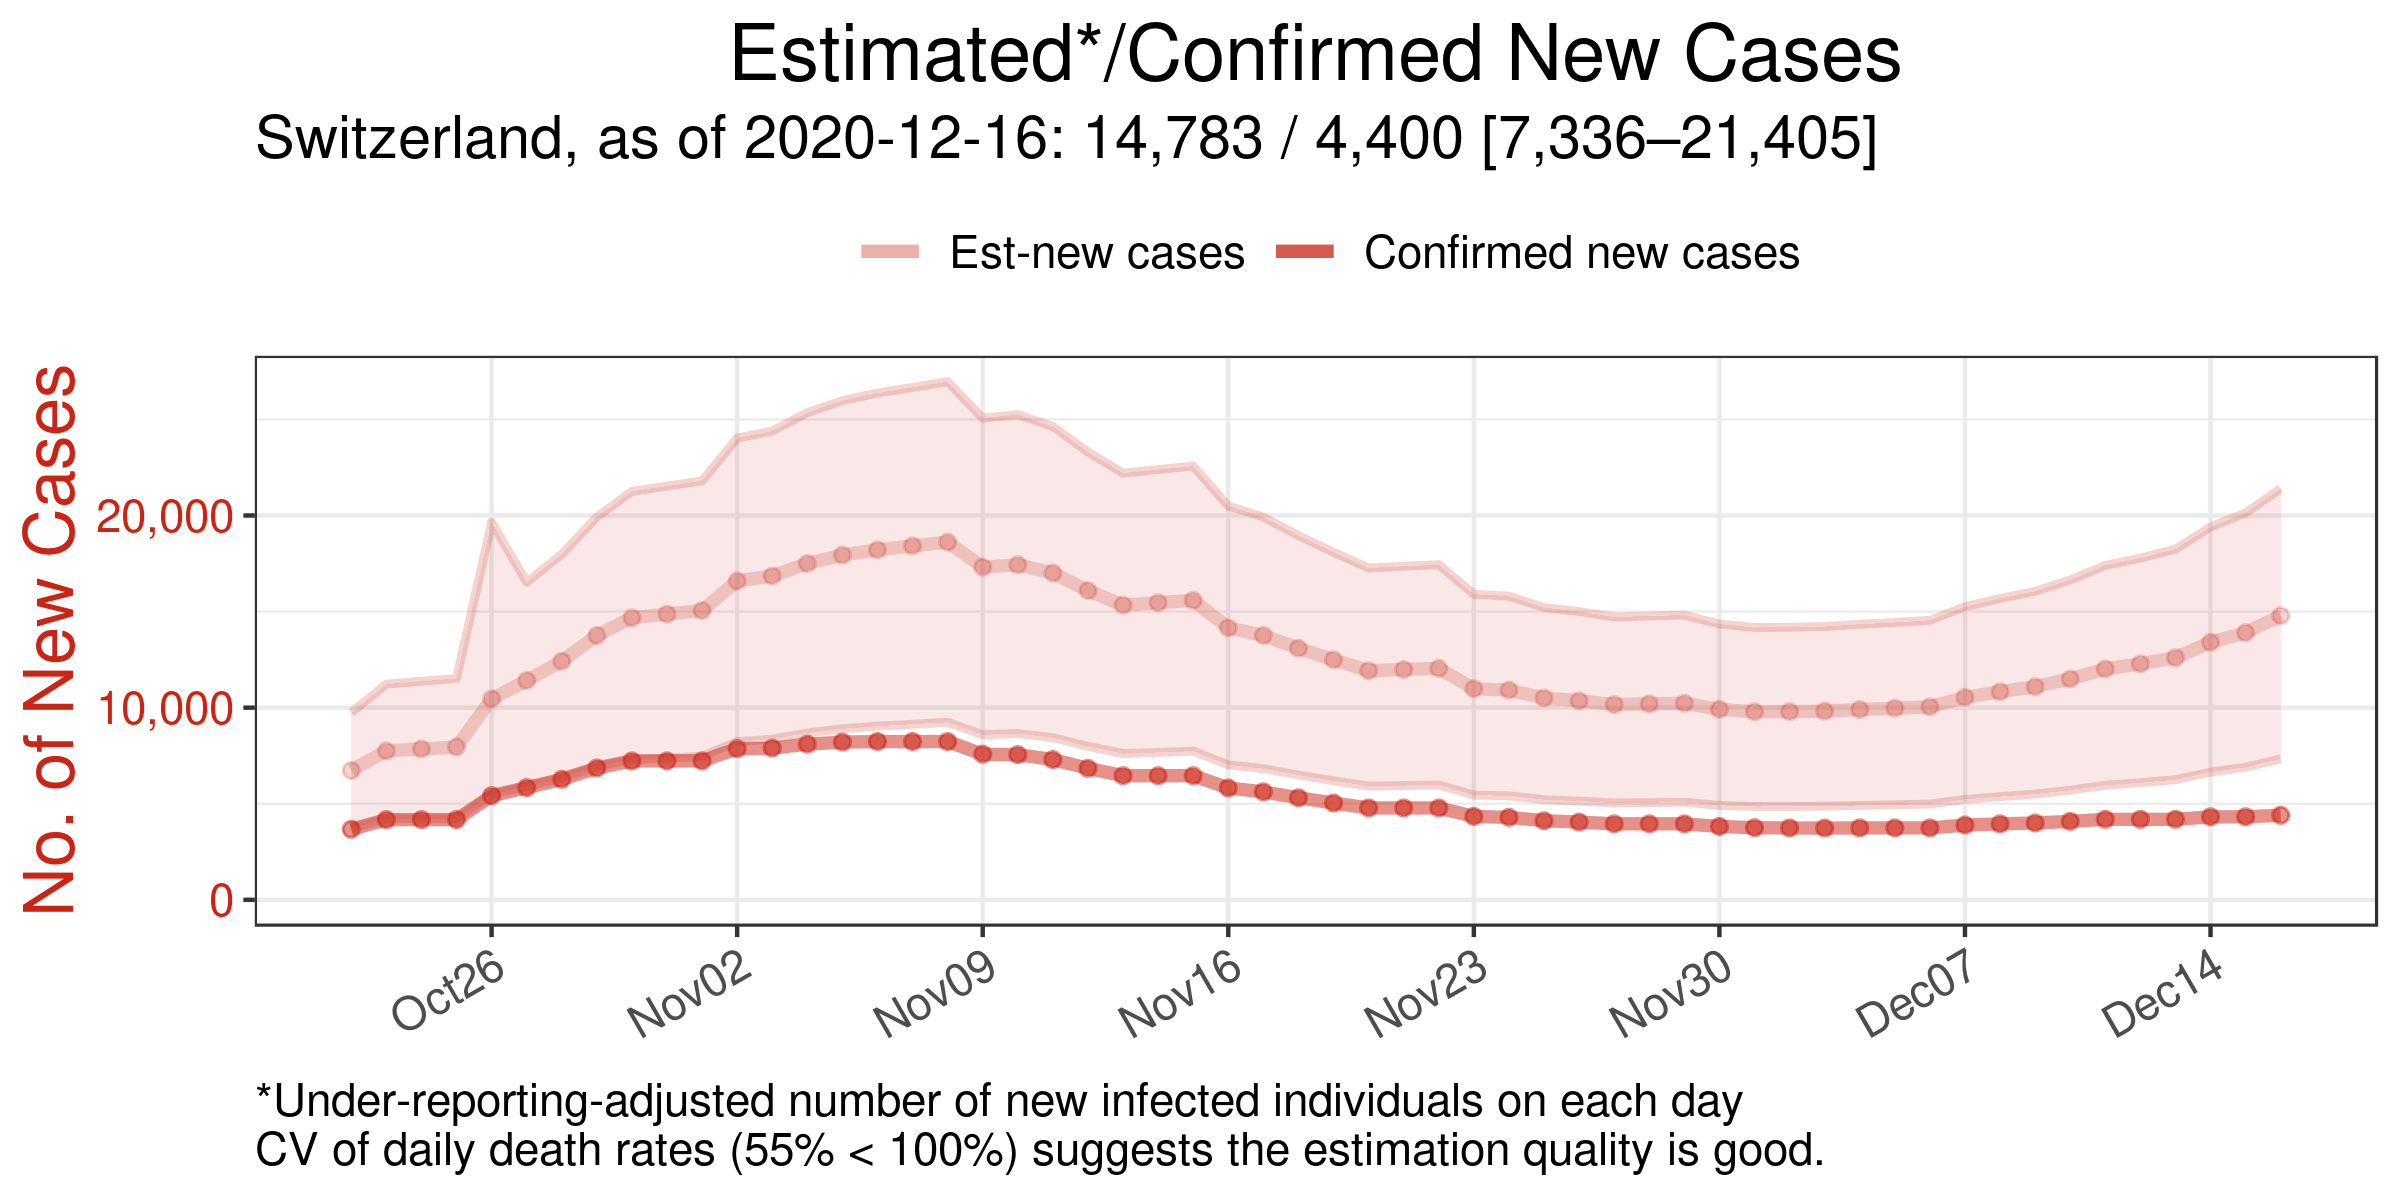 Estimated*/Confirmed New Cases
Switzerland, as of 2020-12-16: 14,783 / 4,400 [7,336–21,405]
Est-new cases Confirmed new cases
No. of New Cases
20,000
10,000
0
Oct26 Nov02 Nov09 Nov16 Nov23 Nov30 Dec07 Dec14
*Under-reporting-adjusted number of new infected individuals on each day
CV of daily death rates (55% < 100%) suggests the estimation quality is good.